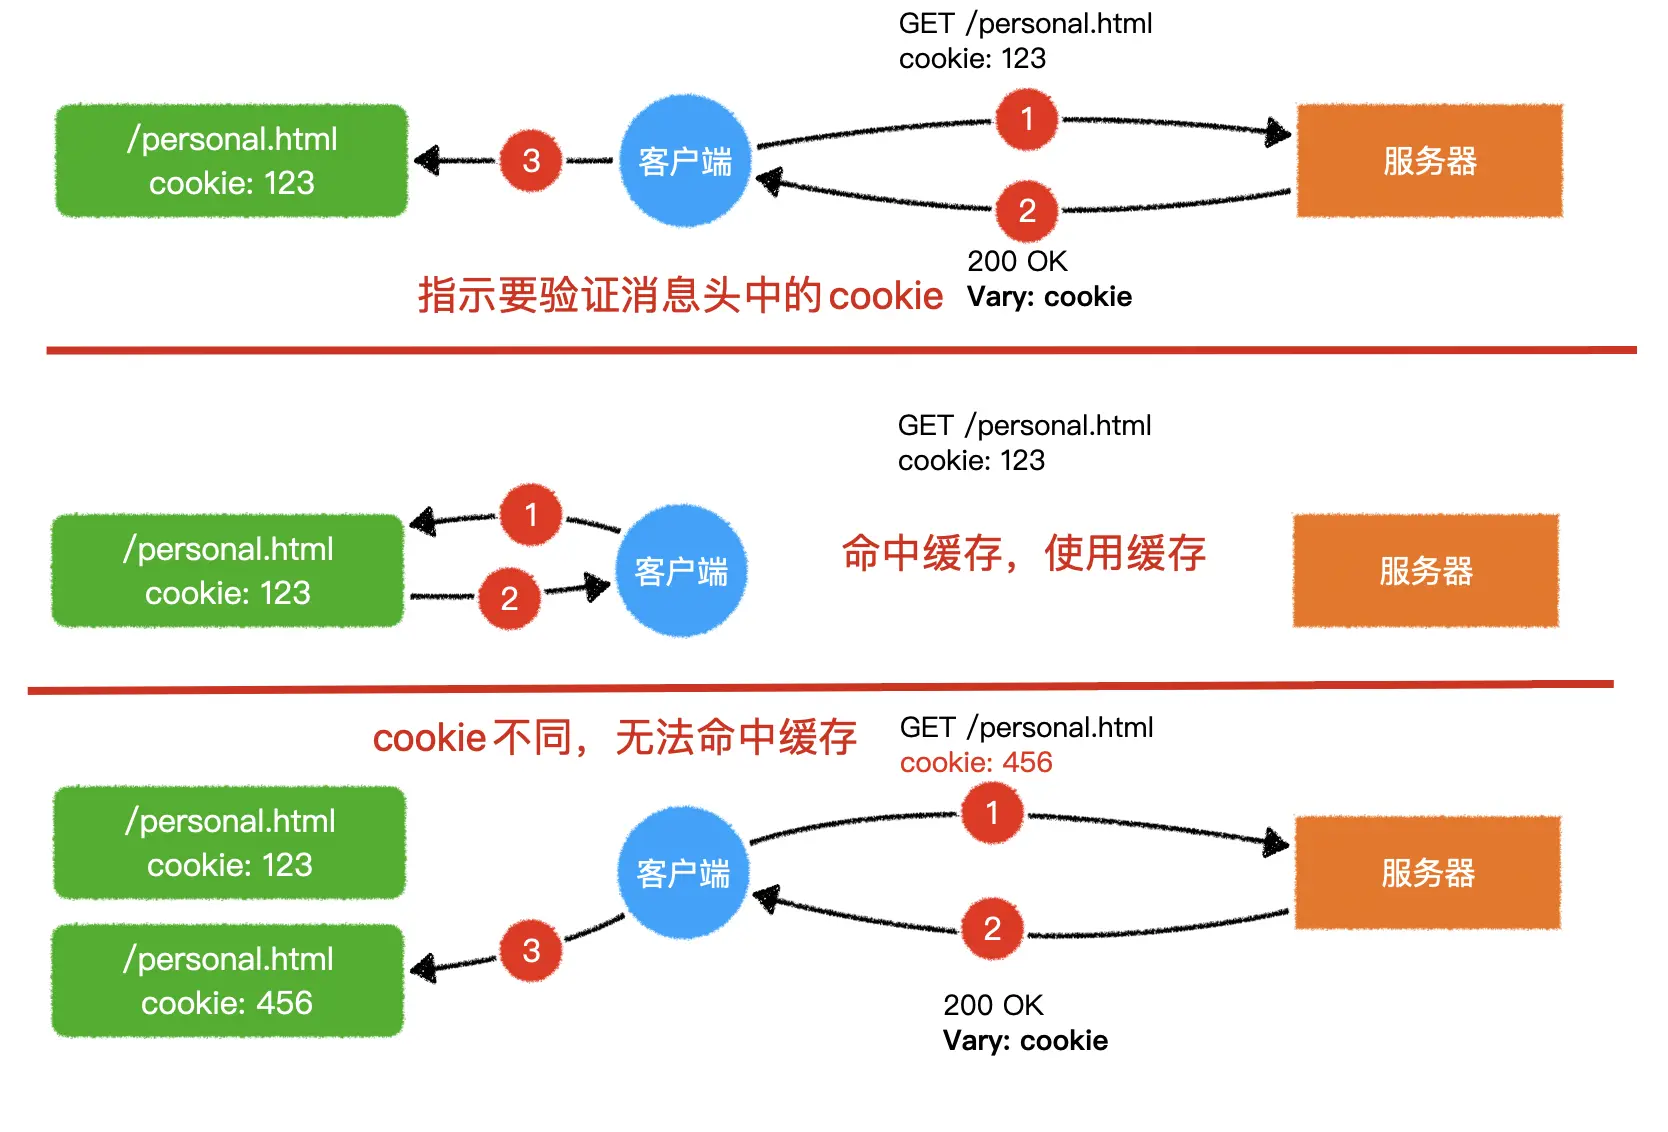 GET /personal.html
cookie: 123
/personal.html
cookie: 123
3
客户端
1
2
服务器
200 OK
指示要验证消息头中的cookie
Vary: cookie
GET /personal.html
cookie: 123
/personal.html
cookie: 123
1
2
客户端
命中缓存，使用缓存
服务器
cookie不同，无法命中缓存
GET /personal.html
cookie: 456
/personal.html
cookie: 123
/personal.html
cookie: 456
3
客户端
1
2
服务器
200 OK
Vary: cookie